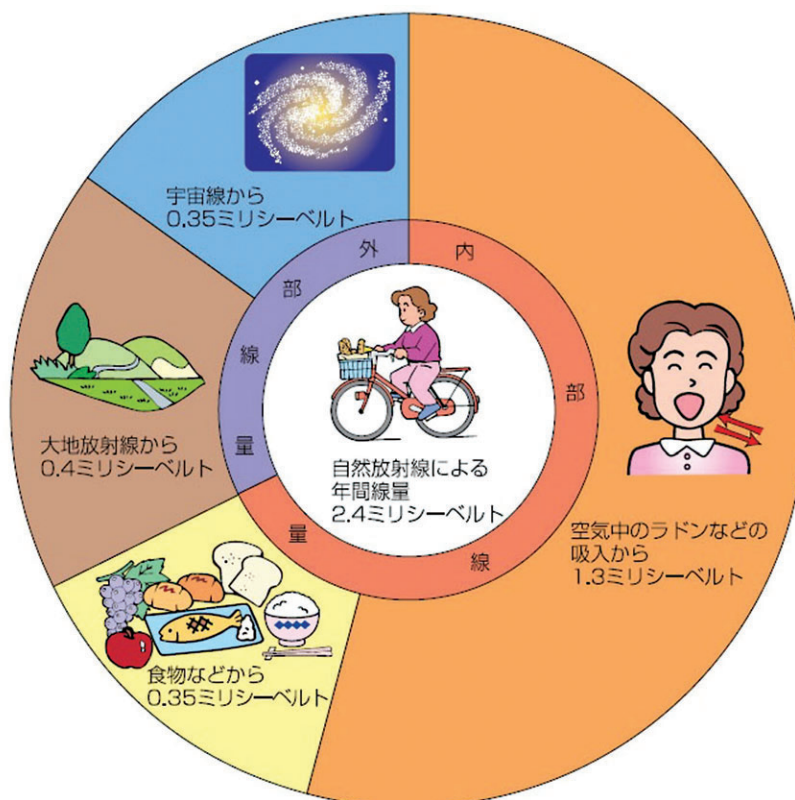 宇宙線から
0.35ミリシーベルト
外部線量
内部線量
大地放射線から
0.4ミリシーベルト
自然放射線による
年間線量
2.4ミリシーベルト
空気中のラドンなどの
吸入から
1.3ミリシーベルト
食物などから
0.35ミリシーベルト